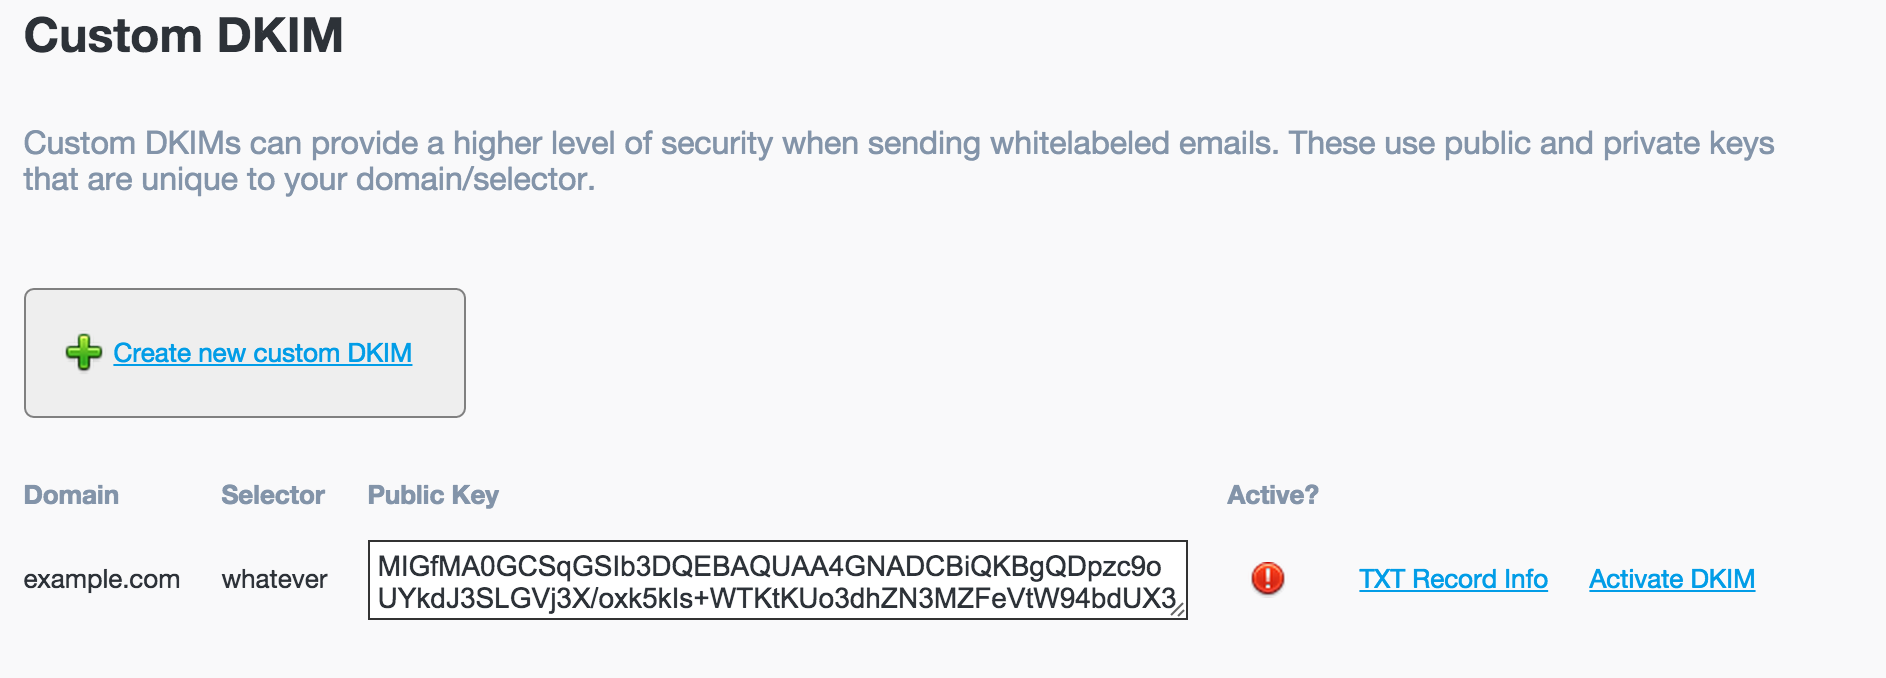 Custom DKIM
Custom DKIMs can provide a higher level of security when sending whitelabeled emails. These use public and private keys
that are unique to your domain/selector.
Create new custom DKIM
Domain Selector Public Key Active?
example.com whatever MIGfMA0GCSqGSIb3DQEBAQUAA4GNADCBiQKBgQDpzc9o
UYkdJ3SLGVj3X/oxk5kIs+WTKtKUo3dhZN3MZFeVtW94bdUX3 TXT Record Info Activate DKIM